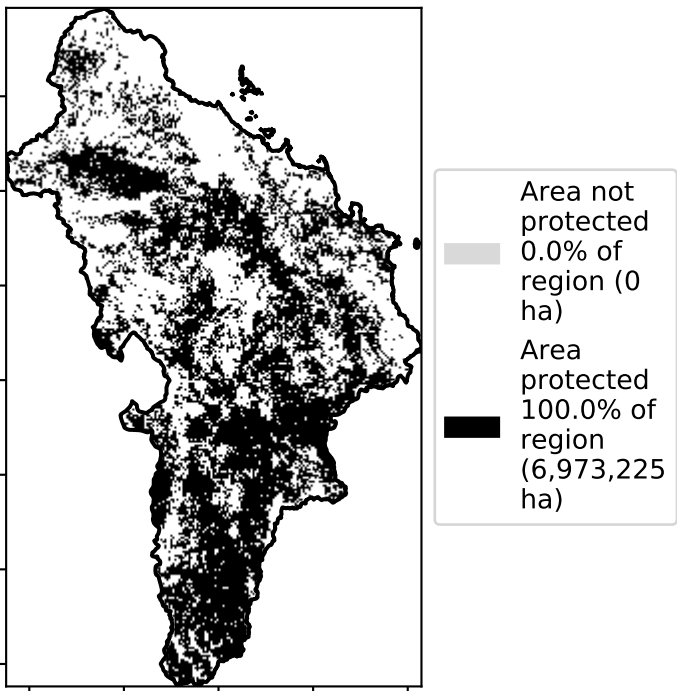 Area not
protected
0.0% of
region (0
ha)
Area
protected
100.0% of
region
(6,973,225
ha)